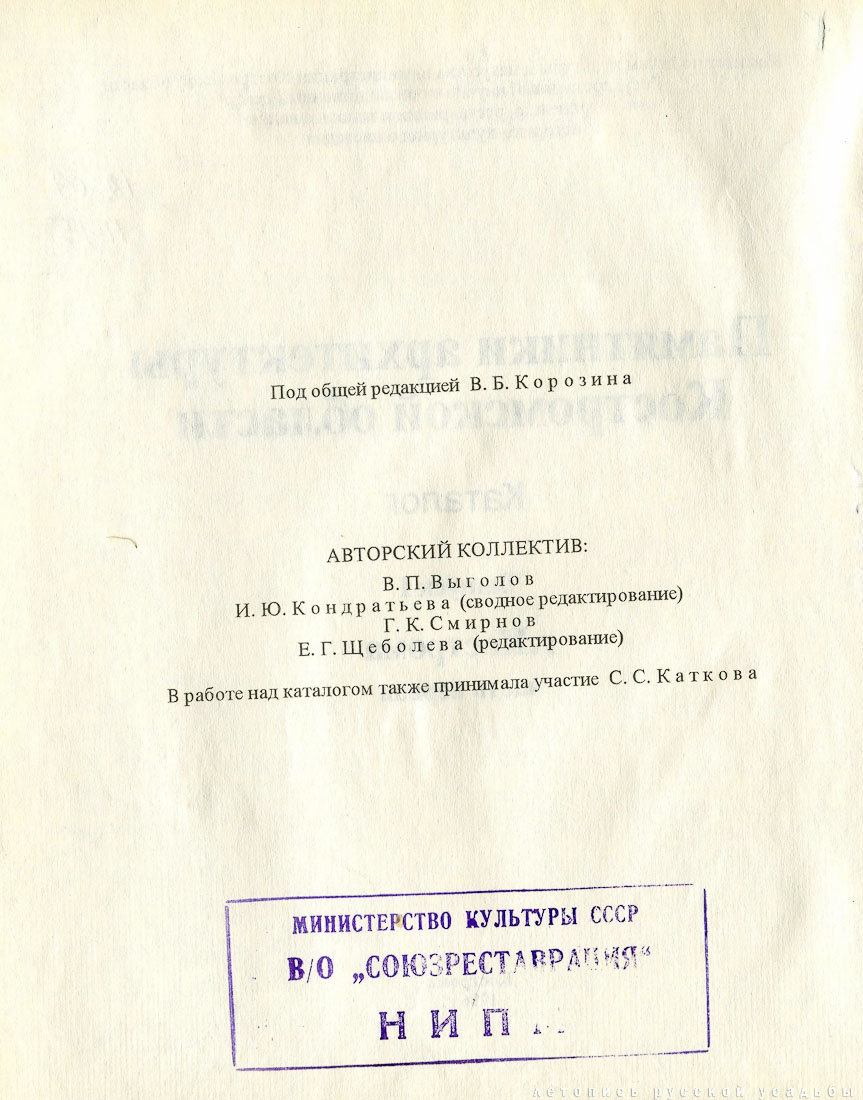 Под общей редакцией В. Б. Корозина
АВТОРСКИЙ КОЛЛЕКТИВ:
В. П. Выголов
И. Ю. Кондратьева (сводное редактирование)
Г. К. Смирнов
Е. Г. Щеболева (редактирование)
В работе над каталогом также принимала участие С. С. Каткова
МИНИСТЕРСТВО КУЛЬТУРЫ СССР
В/О „СОЮЗРЕСТАВРАЦИЯ“
летопись русской усадьбы